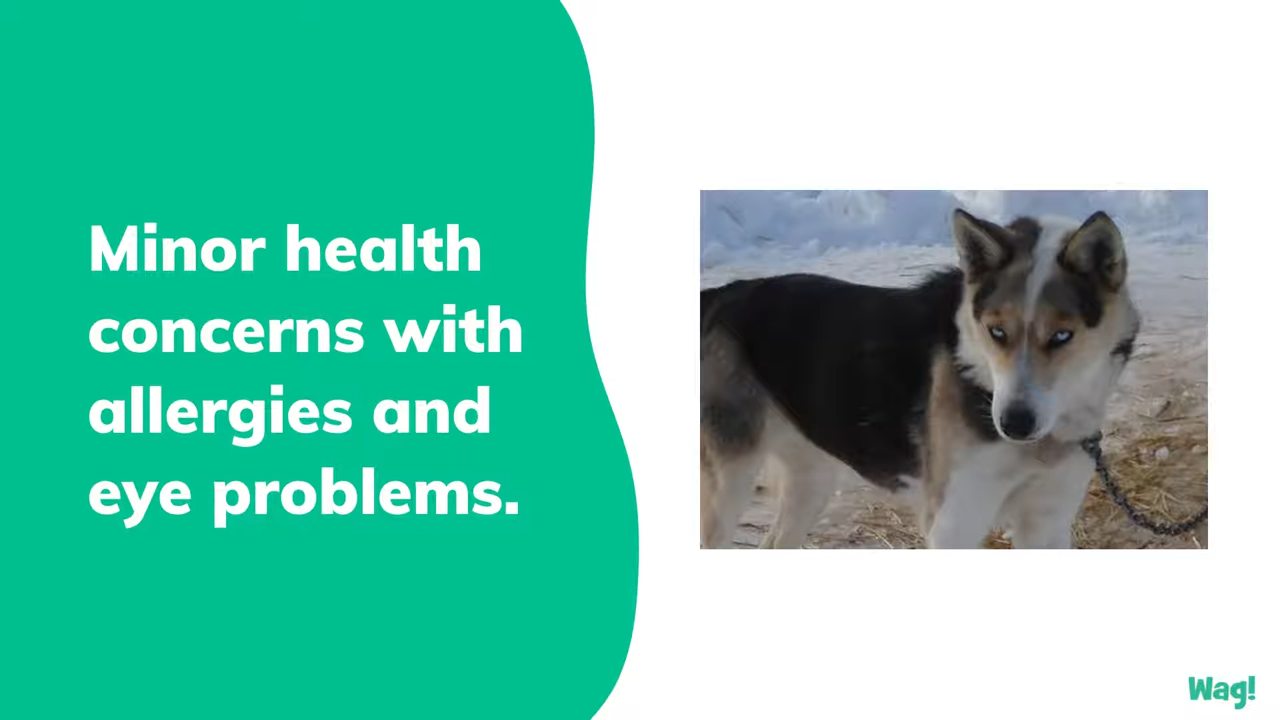 Minor health
concerns with
allergies and
eye problems.
Wag!